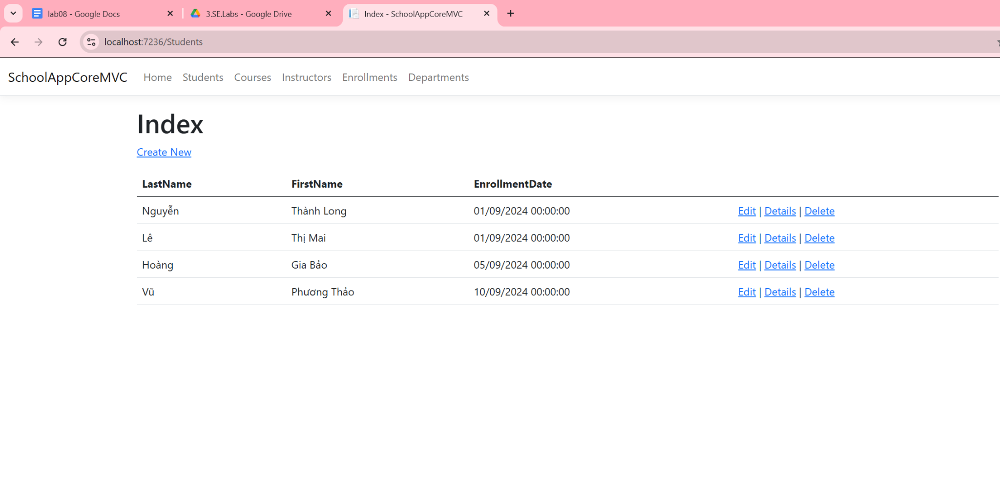 lab08 - Google Docs
3.SE.Labs - Google Drive
Index - SchoolAppCoreMVC
localhost:7236/Students
SchoolAppCoreMVC Home Students Courses Instructors Enrollments Departments
Index
Create New
LastName FirstName EnrollmentDate
Nguyễn Thành Long 01/09/2024 00:00:00 Edit | Details | Delete
Lê Thị Mai 01/09/2024 00:00:00 Edit | Details | Delete
Hoàng Gia Bảo 05/09/2024 00:00:00 Edit | Details | Delete
Vũ Phương Thảo 10/09/2024 00:00:00 Edit | Details | Delete